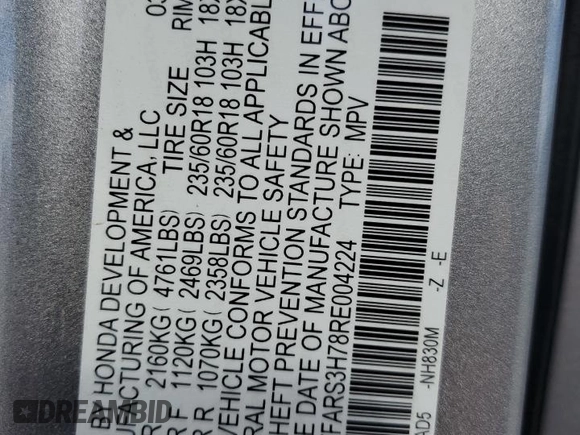 BY HONDA DEVELOPMENT &
OF AMERICA, LLC
TIRE SIZE RIM
2160KG ( 4761LBS)
R F 1120KG ( 2469LBS) 235/60R18 103H 18X
R R 1070KG ( 2358LBS) 235/60R18 103H 18X
VEHICLE CONFORMS TO ALL APPLICABLE
RAL MOTOR VEHICLE SAFETY
HEFT PREVENTION STANDARDS IN EFF
E DATE OF MANUFACTURE SHOWN ABO
FARS3H78RE004224 TYPE: MPV
AD5 -NH830M -Z -E
DREAMBID